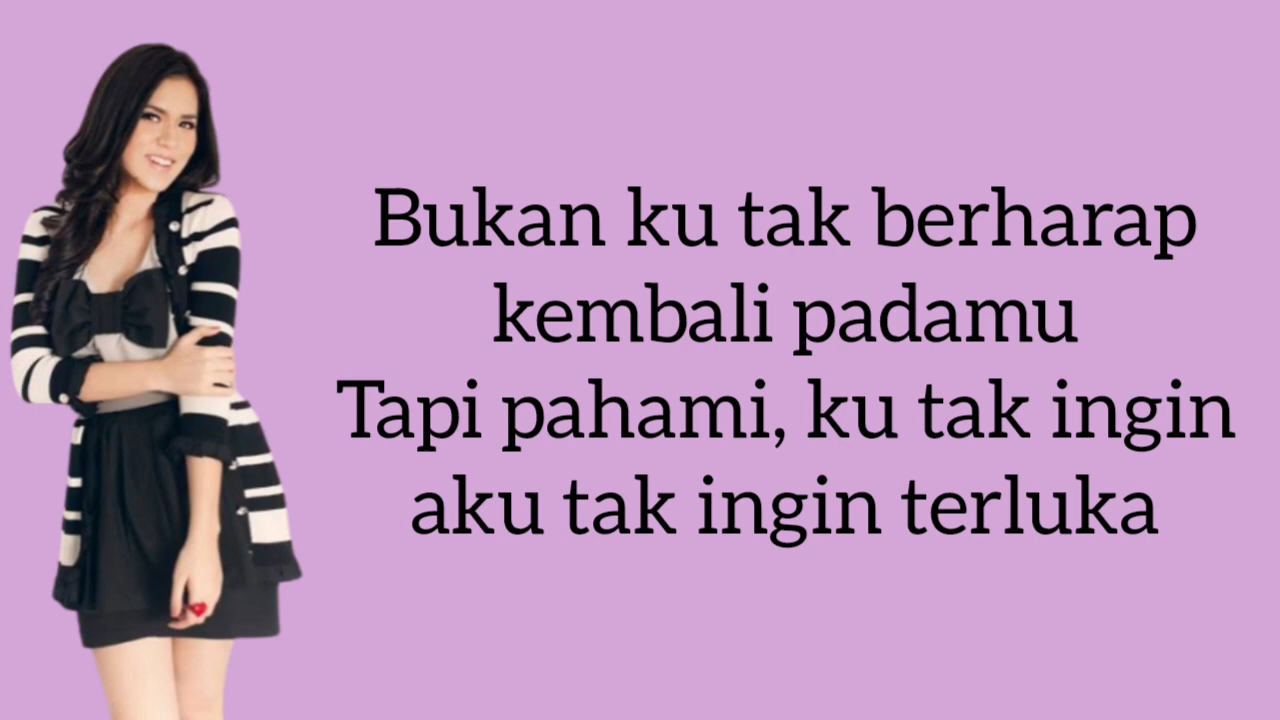 Bukan ku tak berharap
kembali padamu
Tapi pahami, ku tak ingin
aku tak ingin terluka